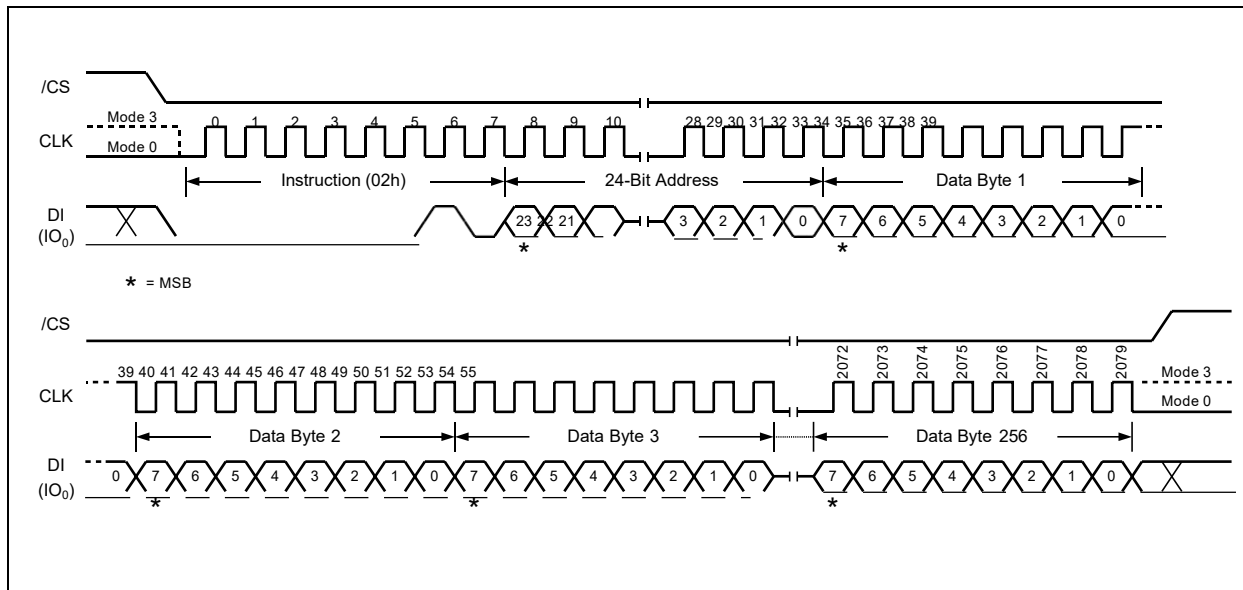 /CS
Mode 3
0 1 2 3 4 5 6 7 8 9 10 28 29 30 31 32 33 34 35 36 37 38 39
CLK
Mode 0
Instruction (02h) 24-Bit Address Data Byte 1
DI
(IO0)
23 22 21 3 2 1 0 7 6 5 4 3 2 1 0
* *
* = MSB
/CS
39 40 41 42 43 44 45 46 47 48 49 50 51 52 53 54 55 2072 2073 2074 2075 2076 2077 2078 2079
Mode 3
CLK
Mode 0
Data Byte 2 Data Byte 3 Data Byte 256
DI
(IO0)
0 7 6 5 4 3 2 1 0 7 6 5 4 3 2 1 0 7 6 5 4 3 2 1 0
* * *